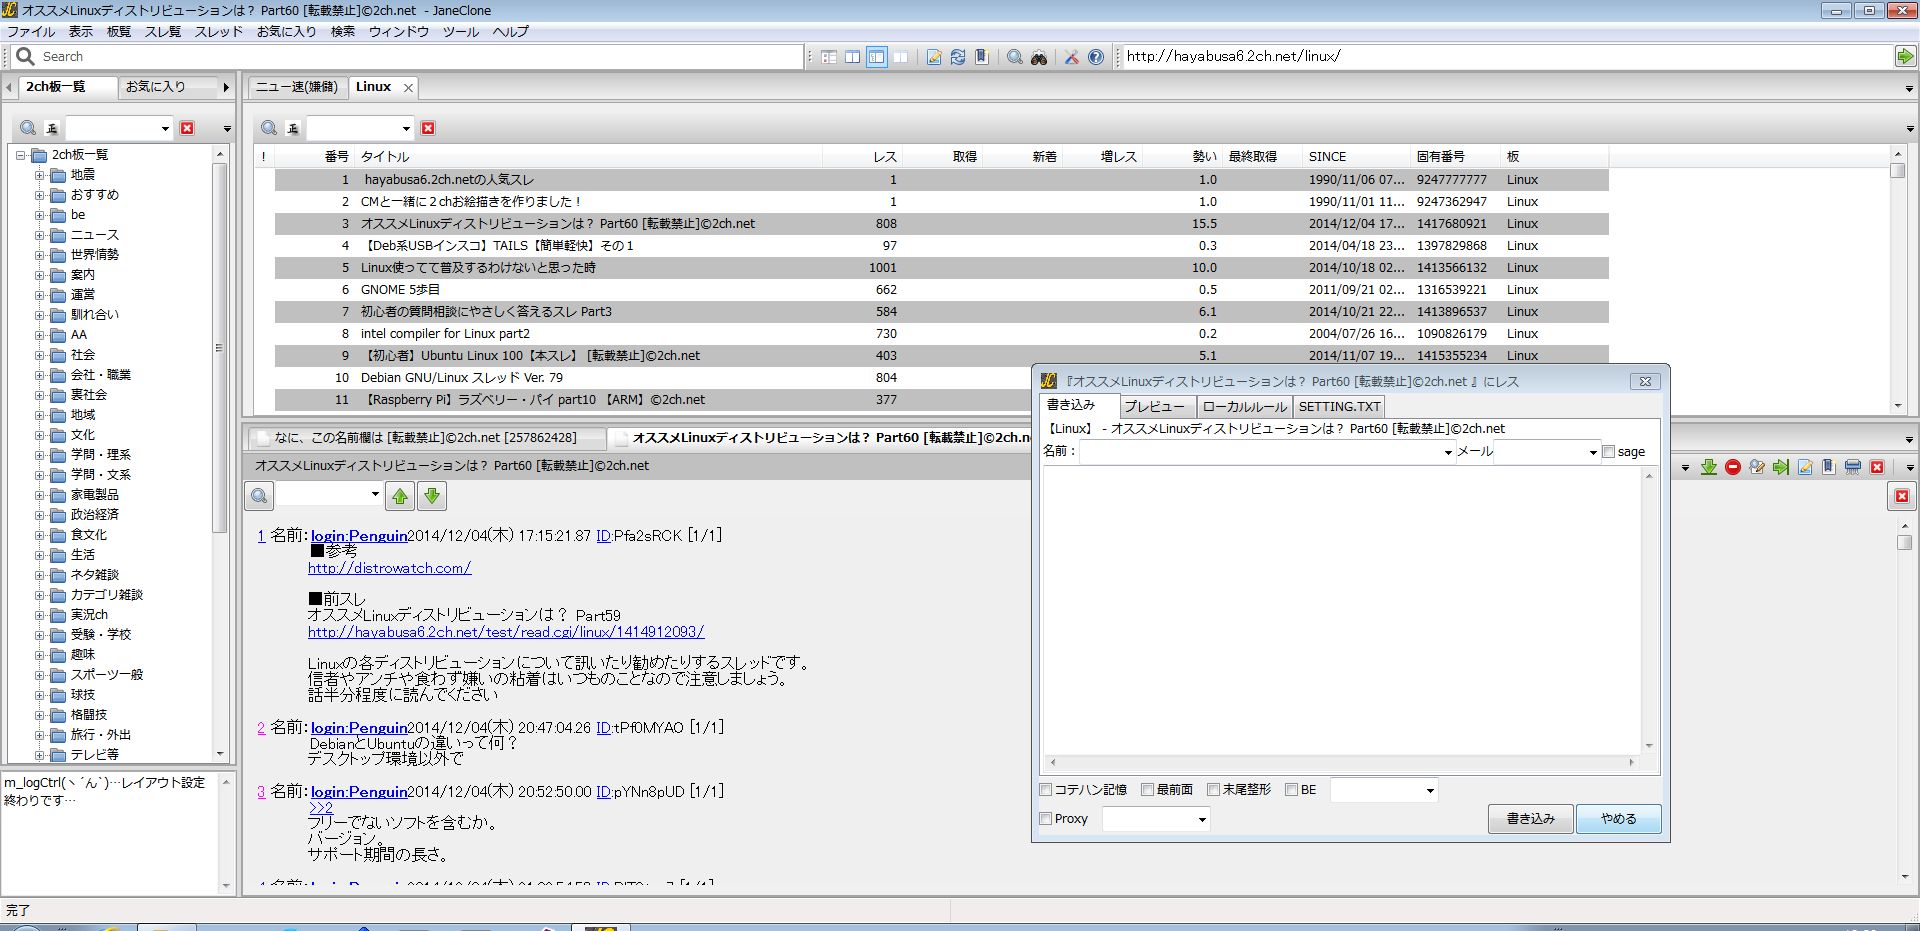 オススメLinuxディストリビューションは？ Part60 [転載禁止]©2ch.net - JaneClone
ファイル 表示 板覧 スレ覧 スレッド お気に入り 検索 ウィンドウ ツール ヘルプ
Search
http://hayabusa6.2ch.net/linux/
2ch板一覧 お気に入り
ニュー速(嫌儲) Linux
正
正
2ch板一覧
地震
おすすめ
be
ニュース
世界情勢
案内
運営
馴れ合い
AA
社会
会社・職業
裏社会
地域
文化
学問・理系
学問・文系
家電製品
政治経済
食文化
生活
ネタ雑談
カテゴリ雑談
実況ch
受験・学校
趣味
スポーツ一般
球技
格闘技
旅行・外出
テレビ等
m_logCtrl(ヽ´ん`)…レイアウト設定
終わりです…
! 番号 タイトル レス 取得 新着 増レス 勢い 最終取得 SINCE 固有番号 板
1 hayabusa6.2ch.netの人気スレ 1 1.0 1990/11/06 07... 9247777777 Linux
2 CMと一緒に２chお絵描きを作りました！ 1 1.0 1990/11/01 11... 9247362947 Linux
3 オススメLinuxディストリビューションは？ Part60 [転載禁止]©2ch.net 808 15.5 2014/12/04 17... 1417680921 Linux
4 【Deb系USBインスコ】TAILS【簡単軽快】その１ 97 0.3 2014/04/18 23... 1397829868 Linux
5 Linux使ってて普及するわけないと思った時 1001 10.0 2014/10/18 02... 1413566132 Linux
6 GNOME 5歩目 662 0.5 2011/09/21 02... 1316539221 Linux
7 初心者の質問相談にやさしく答えるスレ Part3 584 6.1 2014/10/21 22... 1413896537 Linux
8 intel compiler for Linux part2 730 0.2 2004/07/26 16... 1090826179 Linux
9 【初心者】Ubuntu Linux 100【本スレ】 [転載禁止]©2ch.net 403 5.1 2014/11/07 19... 1415355234 Linux
10 Debian GNU/Linux スレッド Ver. 79 804
11 【Raspberry Pi】ラズベリー・パイ part10 【ARM】©2ch.net 377
なに、この名前欄は [転載禁止]©2ch.net [257862428] オススメLinuxディストリビューションは？ Part60 [転載禁止]©2ch.n
オススメLinuxディストリビューションは？ Part60 [転載禁止]©2ch.net
1 名前：login:Penguin2014/12/04(木) 17:15:21.87 ID:Pfa2sRCK [1/1]
■参考
http://distrowatch.com/
■前スレ
オススメLinuxディストリビューションは？ Part59
http://hayabusa6.2ch.net/test/read.cgi/linux/1414912093/
Linuxの各ディストリビューションについて訊いたり勧めたりするスレッドです。
信者やアンチや食わず嫌いの粘着はいつものことなので注意しましょう。
話半分程度に読んでください
2 名前：login:Penguin2014/12/04(木) 20:47:04.26 ID:tPf0MYAO [1/1]
DebianとUbuntuの違いって何？
デスクトップ環境以外で
3 名前：login:Penguin2014/12/04(木) 20:52:50.00 ID:pYNn8pUD [1/1]
>>2
フリーでないソフトを含むか。
バージョン。
サポート期間の長さ。
『オススメLinuxディストリビューションは？ Part60 [転載禁止]©2ch.net 』にレス
書き込み プレビュー ローカルルール SETTING.TXT
【Linux】 - オススメLinuxディストリビューションは？ Part60 [転載禁止]©2ch.net
名前： メール sage
コテハン記憶 最前面 末尾整形 BE
Proxy 書き込み やめる
完了